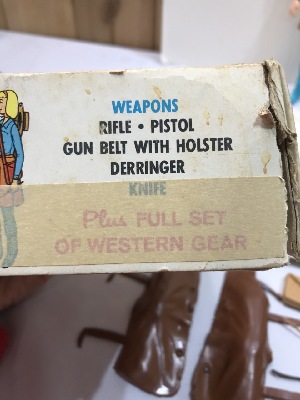 WEAPONS
RIFLE • PISTOL
GUN BELT WITH HOLSTER
DERRINGER
KNIFE
Plus FULL SET
OF WESTERN GEAR